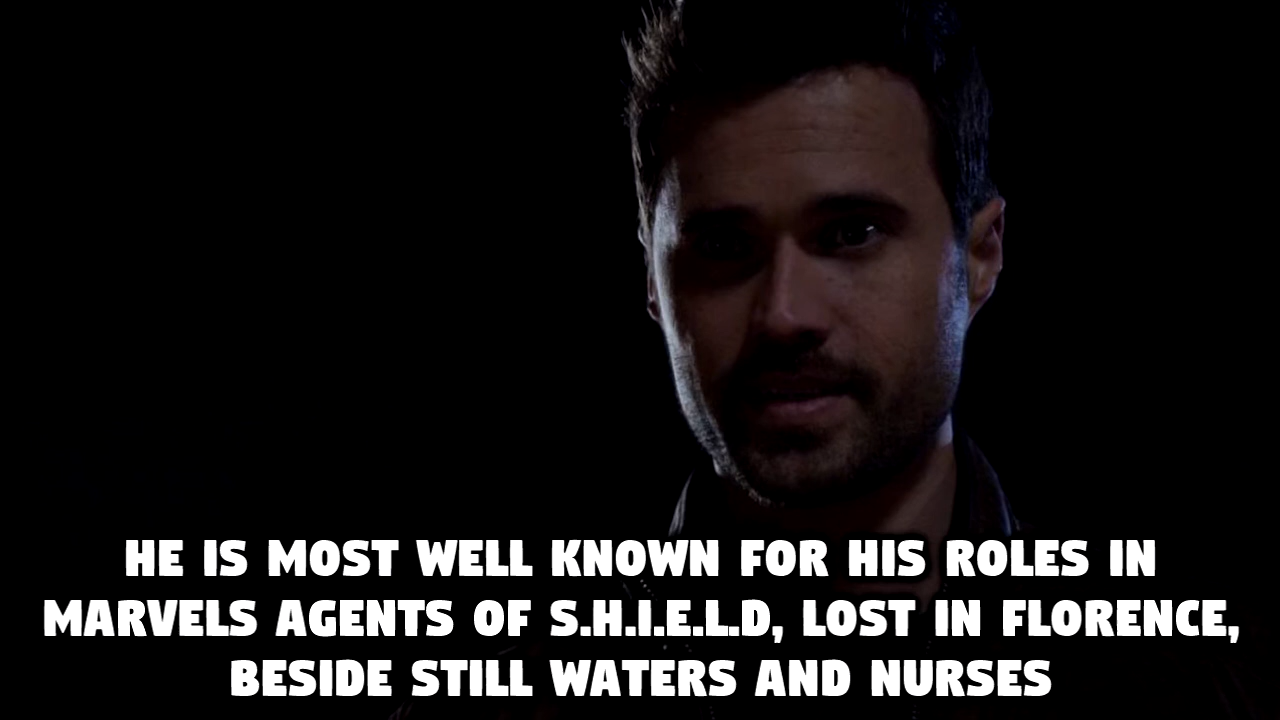 HE IS MOST WELL KNOWN FOR HIS ROLES IN
MARVELS AGENTS OF S.H.I.E.L.D, LOST IN FLORENCE,
BESIDE STILL WATERS AND NURSES